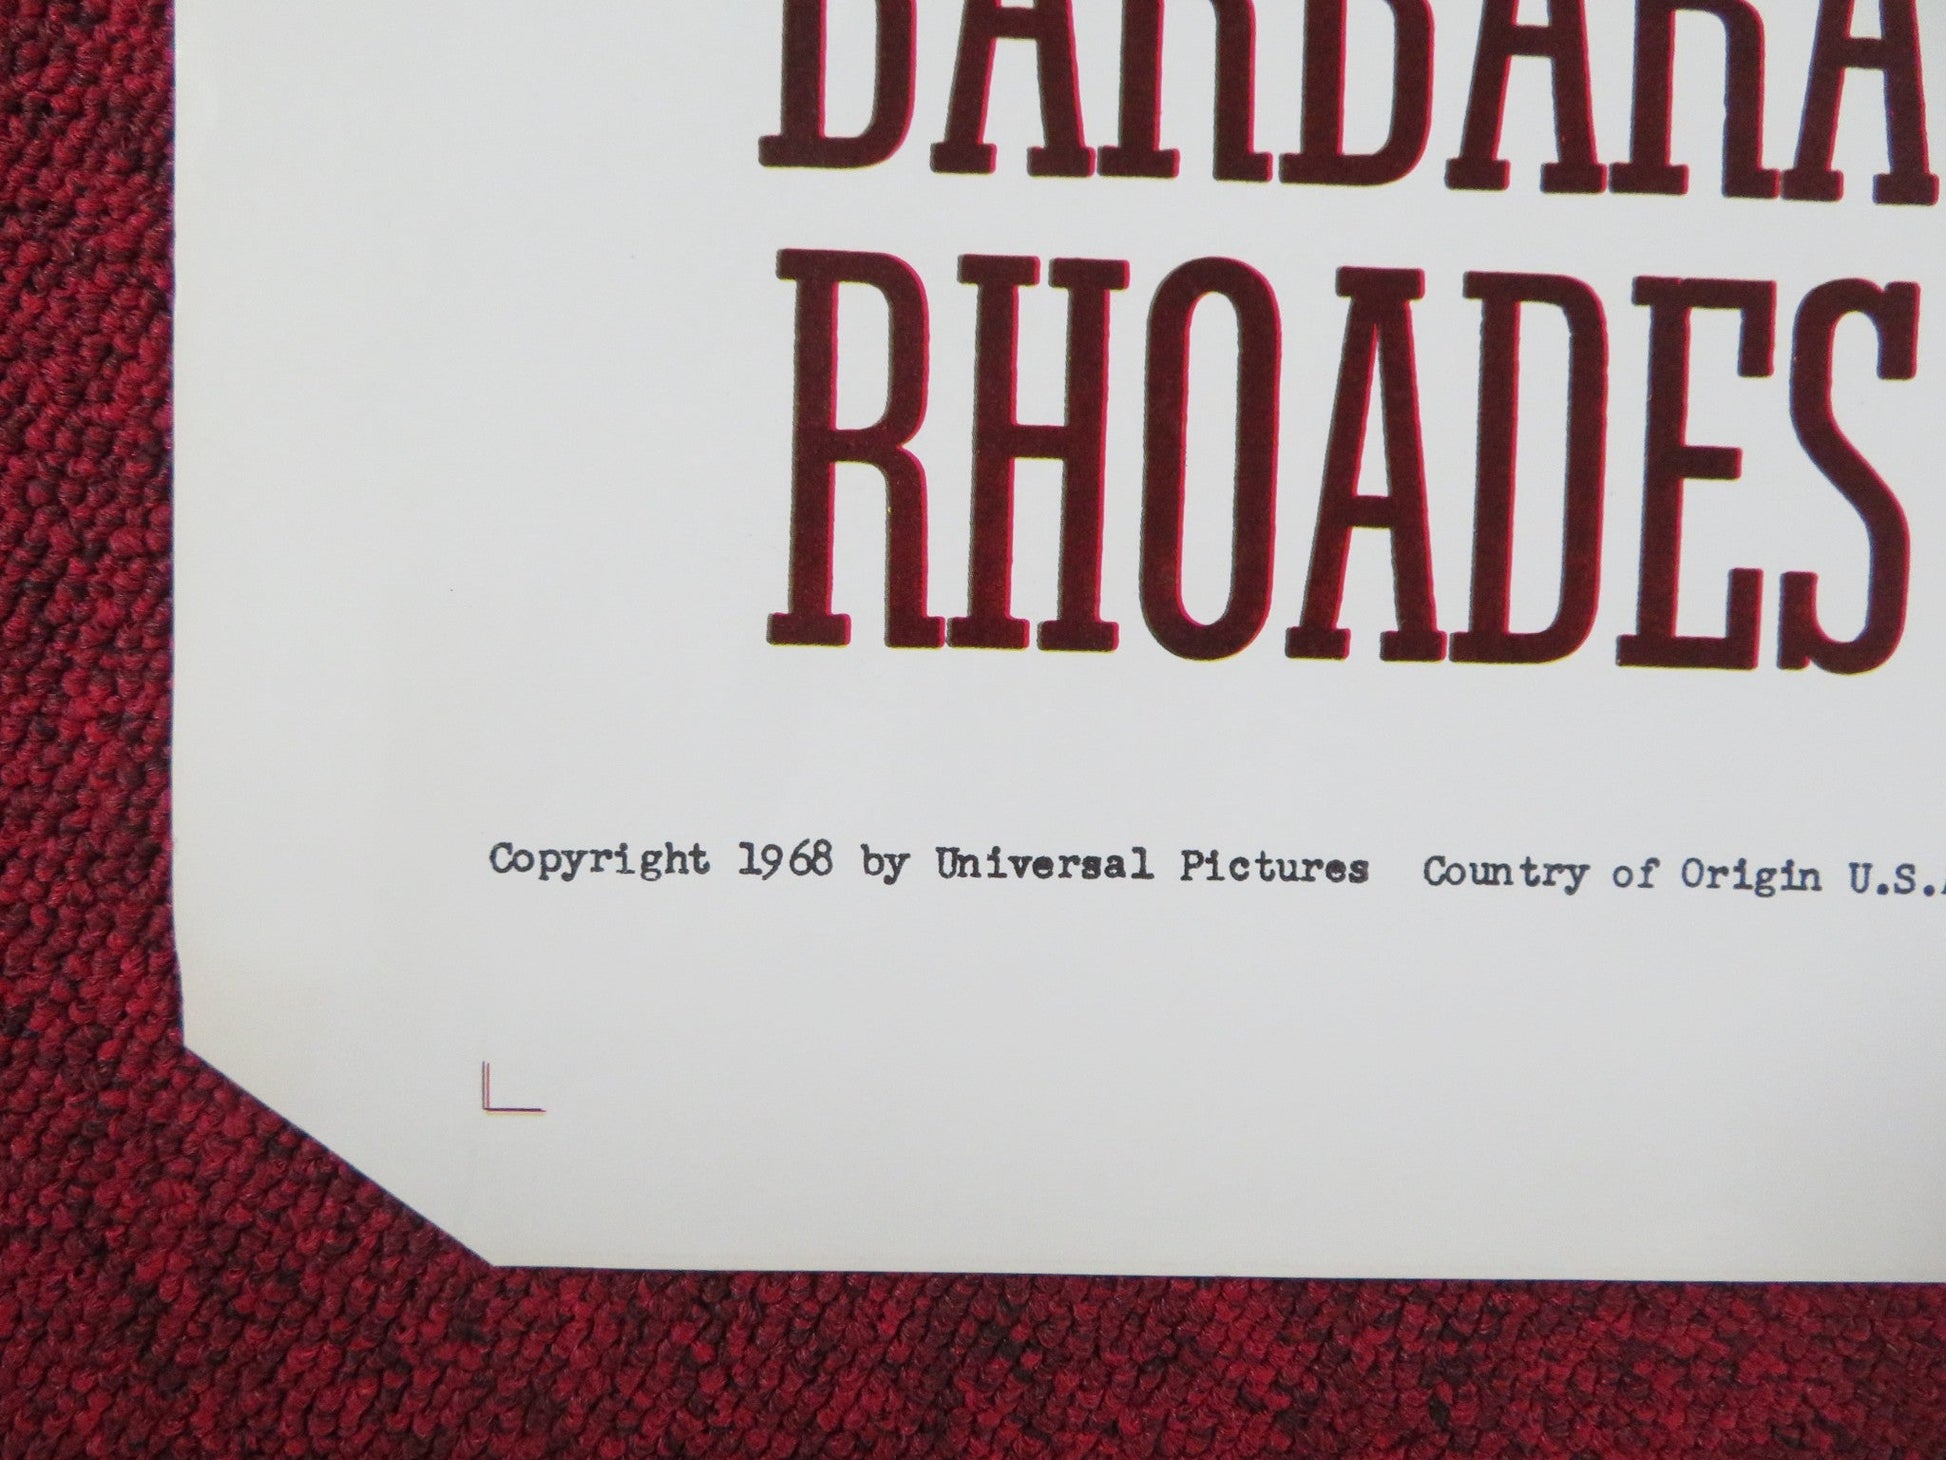 BARBARA
RHOADES
Copyright 1968 by Universal Pictures Country of Origin U.S.